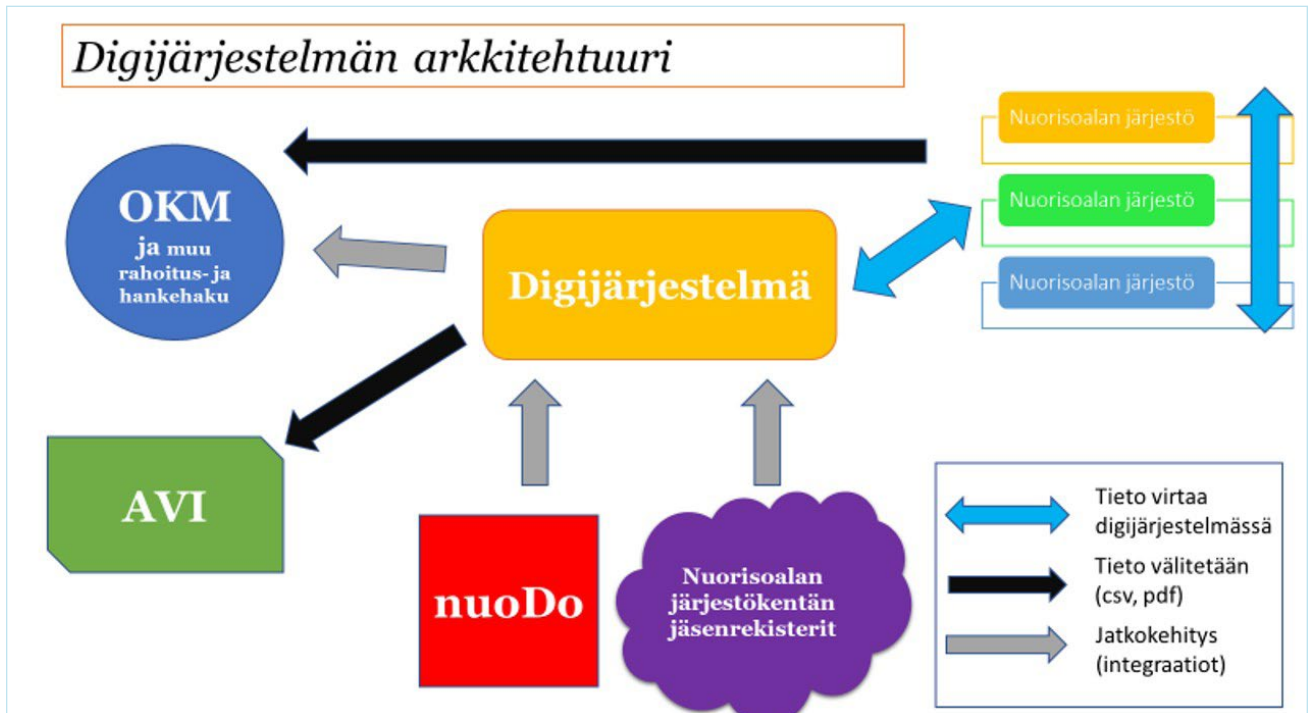 Digijärjestelmän arkkitehtuuri
Nuorisoalan järjestö
Nuorisoalan järjestö
Nuorisoalan järjestö
OKM
ja muu
rahoitus- ja
hankehaku
Digijärjestelmä
AVI
nuoDo
Nuorisoalan
järjestökentän
jäsenrekisterit
Tieto virtaa
digijärjestelmässä
Tieto välitetään
(csv, pdf)
Jatkokehitys
(integraatiot)